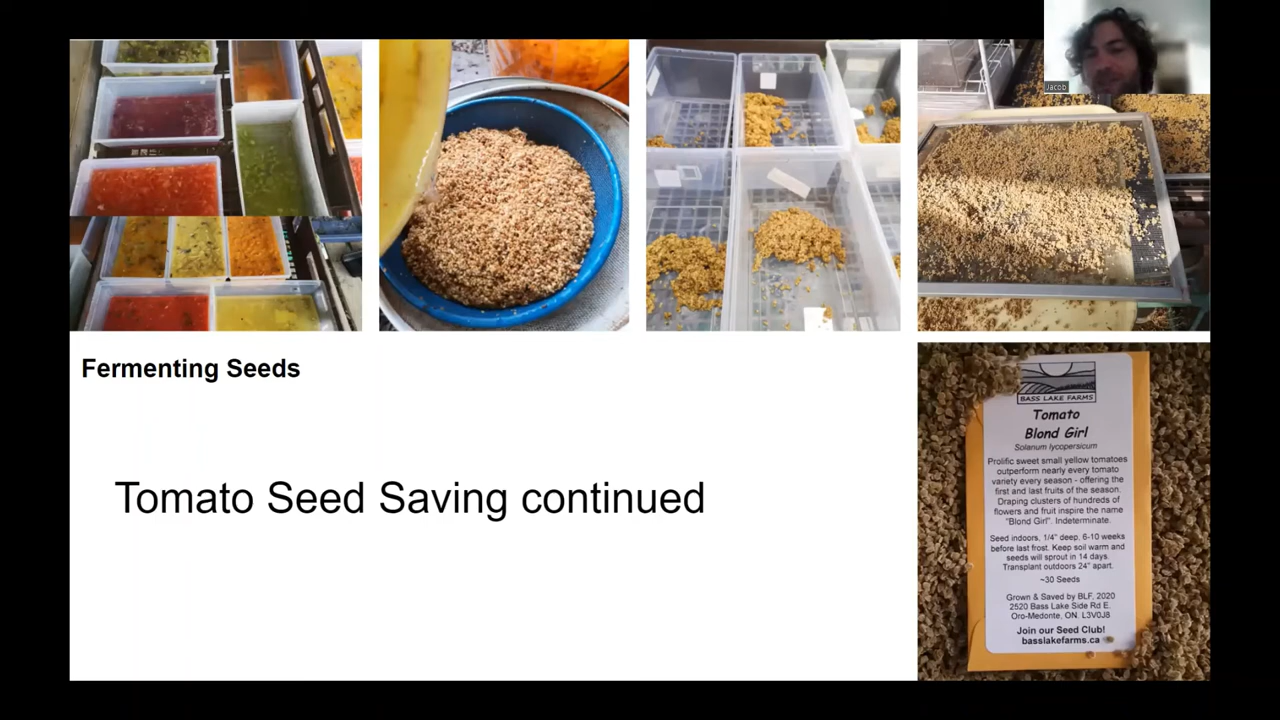 Jacob
Fermenting Seeds
Tomato Seed Saving continued
BASS LAKE FARMS
Tomato
Blond Girl
Solanum lycopersicum
Prolific sweet small yellow tomatoes
outperform nearly every tomato
variety every season - offering the
first and last fruits of the season.
Draping clusters of hundreds of
flowers and fruit inspire the name
"Blond Girl". Indeterminate.
Seed indoors, 1/4" deep, 6-10 weeks
before last frost. Keep soil warm and
seeds will sprout in 14 days.
Transplant outdoors 24" apart.
~30 Seeds
Grown & Saved by BLF, 2020
2520 Bass Lake Side Rd E,
Oro-Medonte, ON, L3V0J8
Join our Seed Club!
basslakefarms.ca